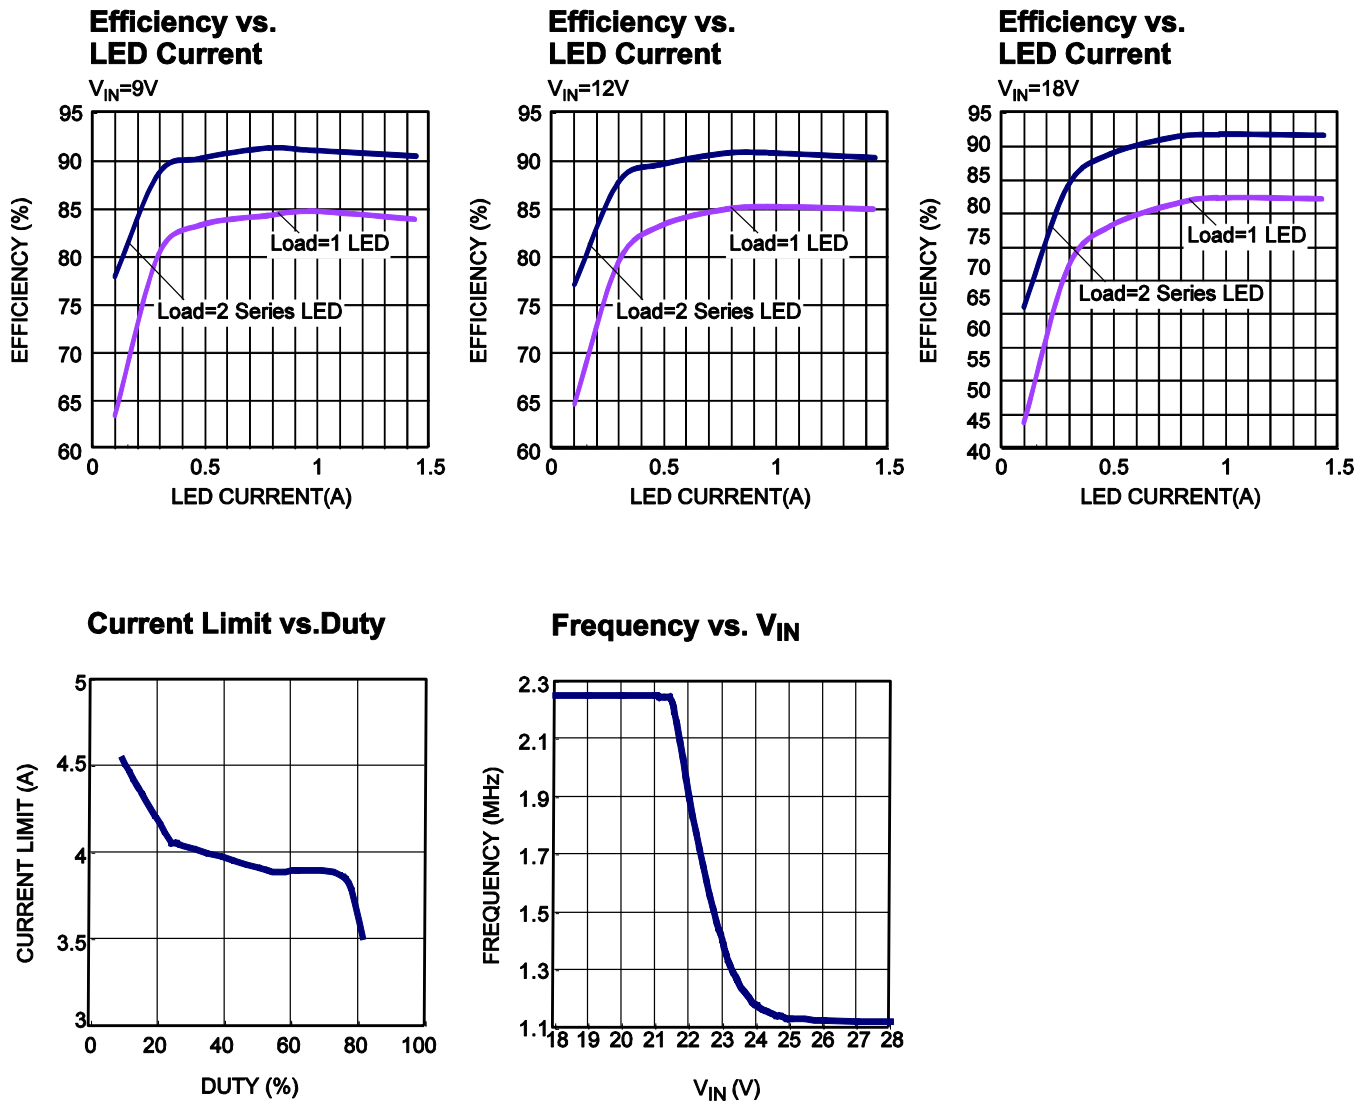 Efficiency vs.
LED Current
VIN=9V
95
90
85
80
75
70
65
60
0 0.5 1 1.5
EFFICIENCY (%)
LED CURRENT(A)
Load=1 LED
Load=2 Series LED
Efficiency vs.
LED Current
VIN=12V
95
90
85
80
75
70
65
60
0 0.5 1 1.5
EFFICIENCY (%)
LED CURRENT(A)
Load=1 LED
Load=2 Series LED
Efficiency vs.
LED Current
VIN=18V
95
90
85
80
75
70
65
60
55
50
45
40
0 0.5 1 1.5
EFFICIENCY (%)
LED CURRENT(A)
Load=1 LED
Load=2 Series LED
Current Limit vs.Duty
5
4.5
4
3.5
3
0 20 40 60 80 100
CURRENT LIMIT (A)
DUTY (%)
Frequency vs. VIN
2.3
2.1
1.9
1.7
1.5
1.3
1.1
18 19 20 21 22 23 24 25 26 27 28
FREQUENCY (MHz)
VIN (V)